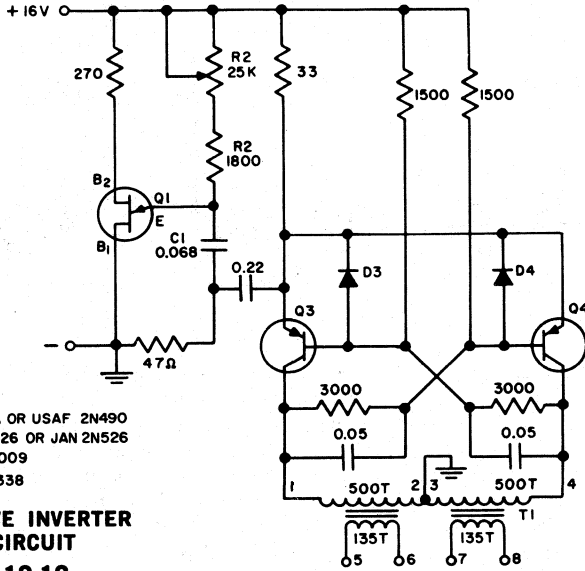 + 16V
270
R2
25K
33
1500
1500
R2
1800
B2
Q1
E
B1
C1
0.068
0.22
D3
D4
Q3
Q4
47Ω
3000
3000
0.05
0.05
1
500T
2
3
500T
4
T1
135T
135T
5
6
7
8
OR USAF 2N490
26 OR JAN 2N526
009
338
E INVERTER
CIRCUIT